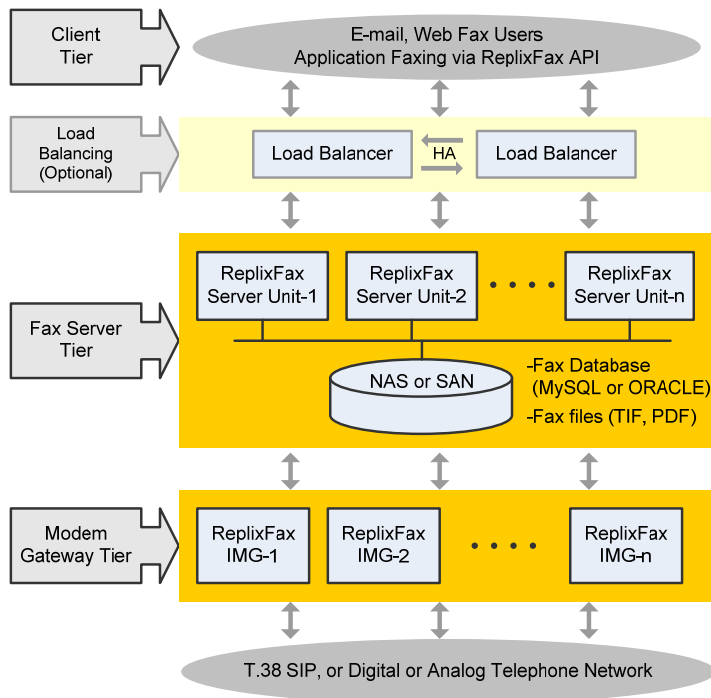 Client
Tier
E-mail, Web Fax Users
Application Faxing via ReplixFax API
Load
Balancing
(Optional)
Load Balancer
HA
Load Balancer
Fax Server
Tier
ReplixFax
Server Unit-1
ReplixFax
Server Unit-2
ReplixFax
Server Unit-n
NAS or SAN
-Fax Database
(MySQL or ORACLE)
-Fax files (TIF, PDF)
Modem
Gateway Tier
ReplixFax
IMG-1
ReplixFax
IMG-2
ReplixFax
IMG-n
T.38 SIP, or Digital or Analog Telephone Network